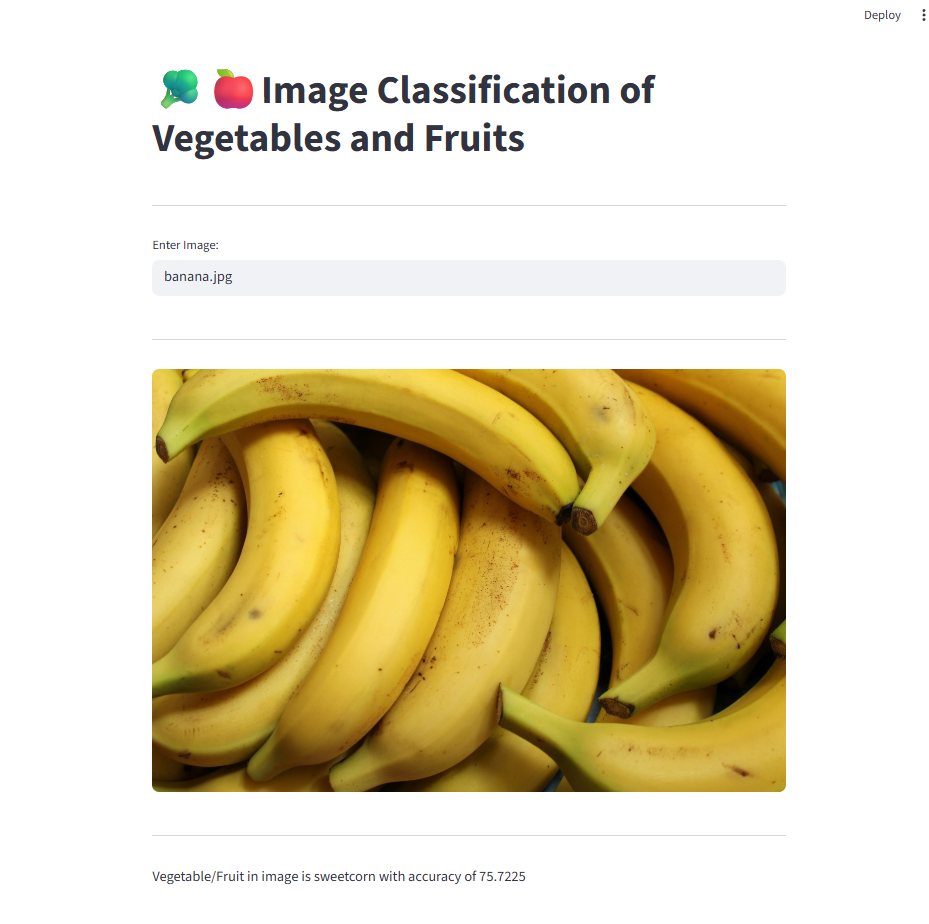 Deploy
🥦 🍎 Image Classification of
Vegetables and Fruits
Enter Image:
banana.jpg
Vegetable/Fruit in image is sweetcorn with accuracy of 75.7225